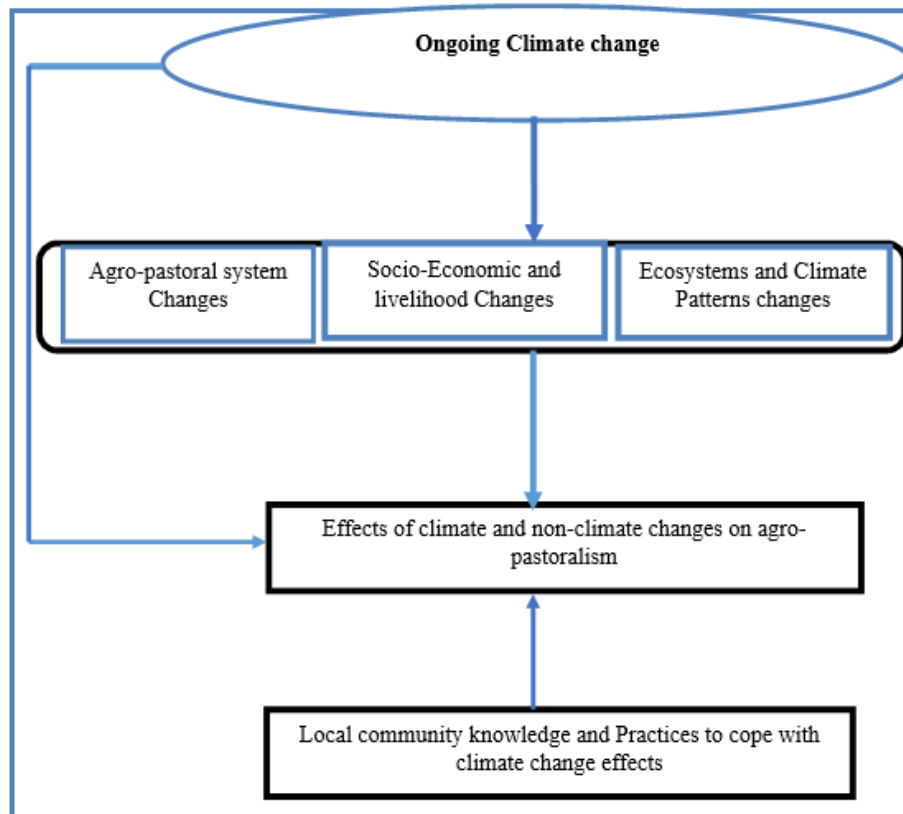 Ongoing Climate change
Agro-pastoral system
Changes
Socio-Economic and
livelihood Changes
Ecosystems and Climate
Patterns changes
Effects of climate and non-climate changes on agro-
pastoralism
Local community knowledge and Practices to cope with
climate change effects